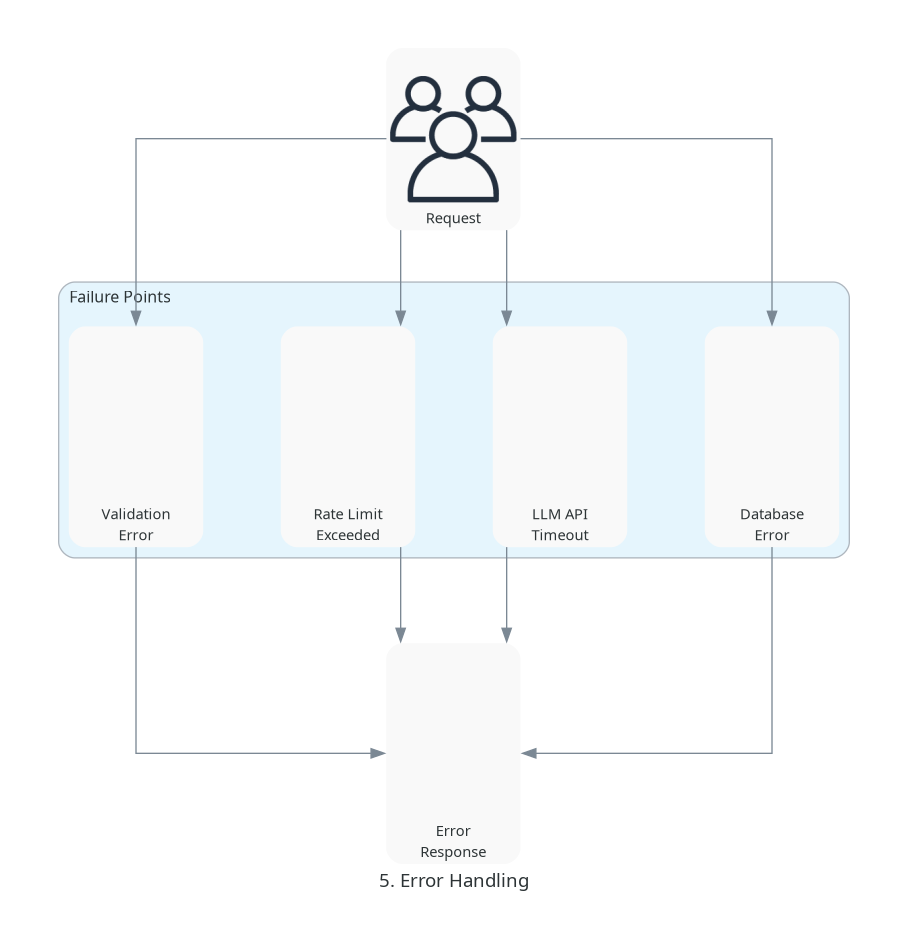 Request
Failure Points
Validation
Error
Rate Limit
Exceeded
LLM API
Timeout
Database
Error
Error
Response
5. Error Handling